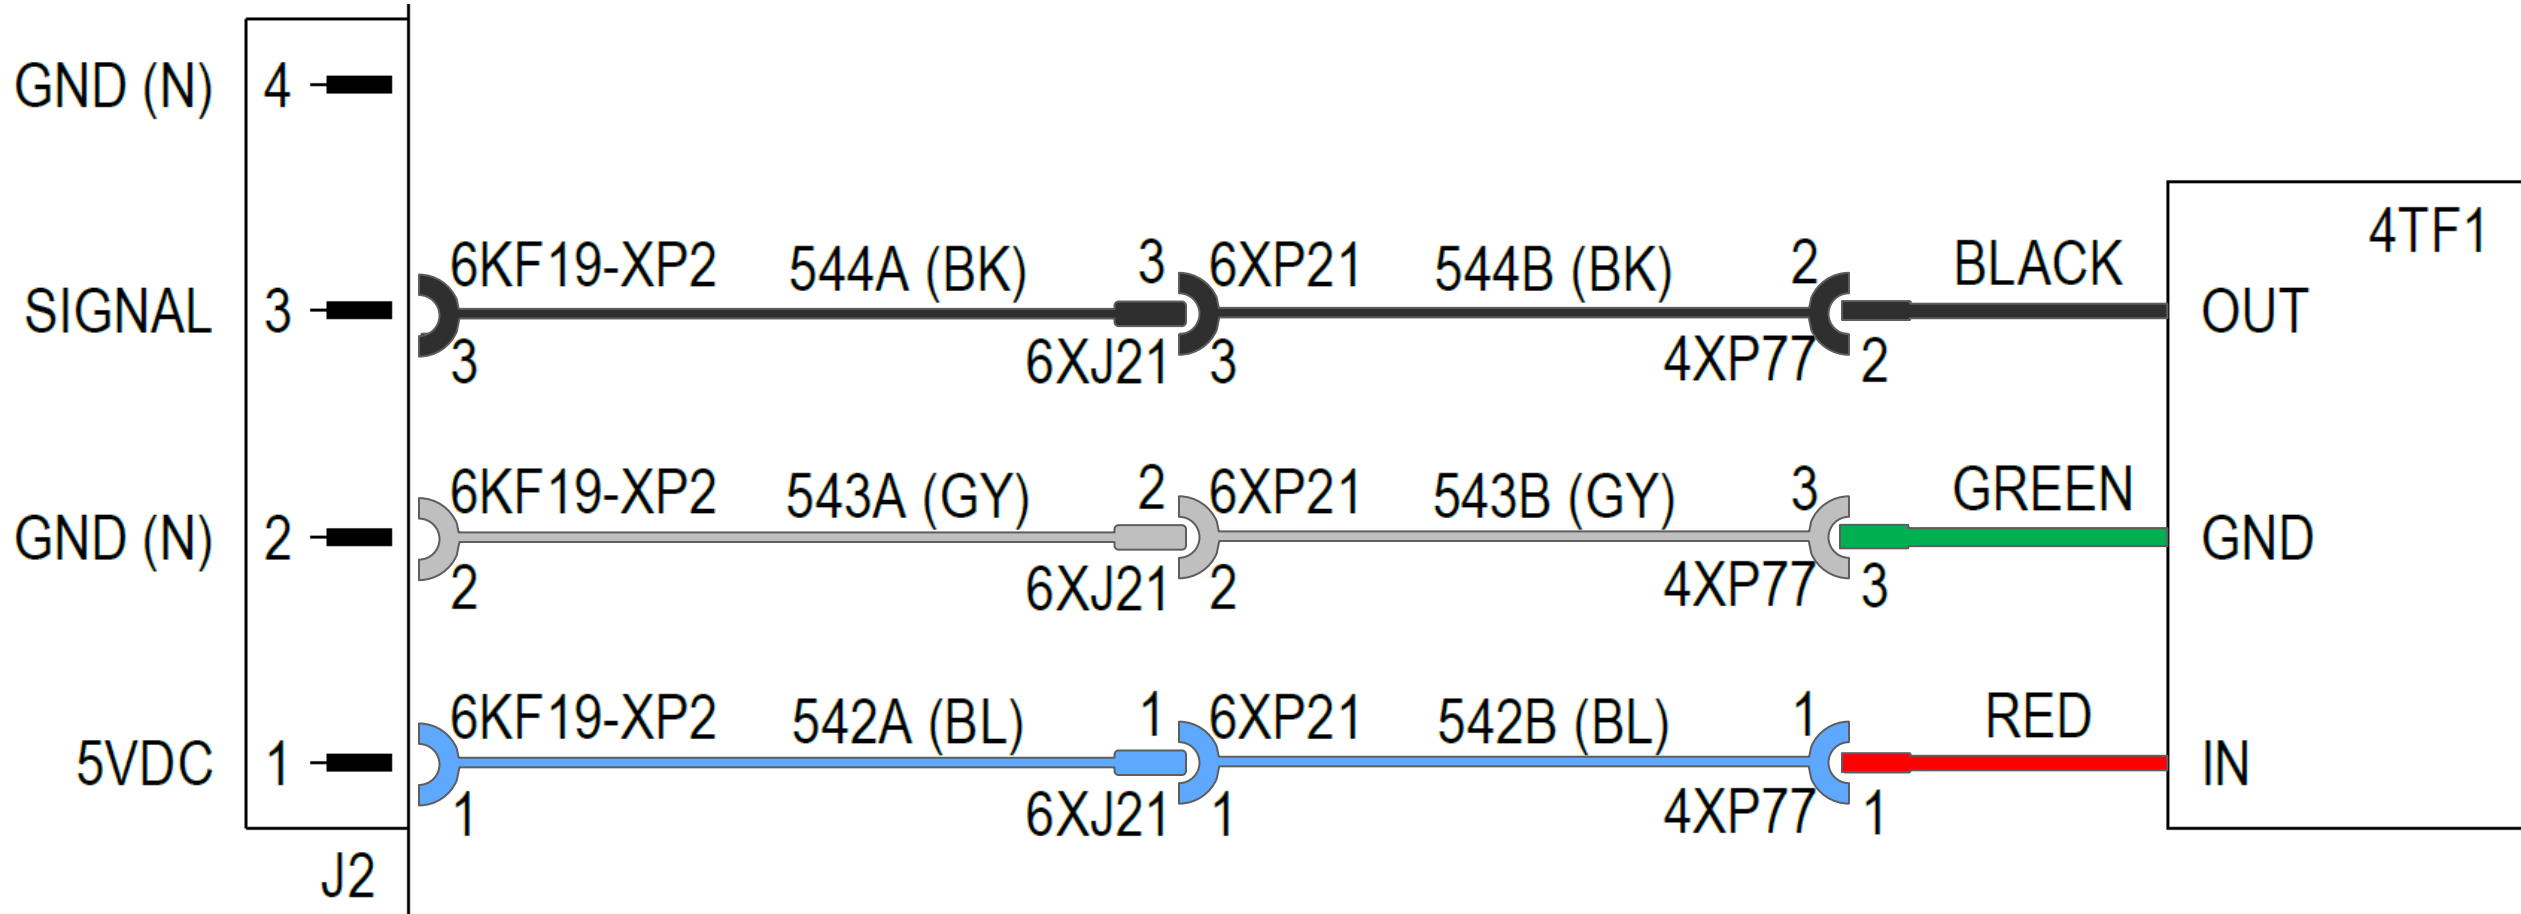 GND (N) 4
4TF1
6KF19-XP2 544A (BK) 3 6XP21 544B (BK) 2 BLACK
SIGNAL 3 OUT
3 6XJ21 3 4XP77 2
6KF19-XP2 543A (GY) 2 6XP21 543B (GY) 3 GREEN
GND (N) 2 GND
2 6XJ21 2 4XP77 3
6KF19-XP2 542A (BL) 1 6XP21 542B (BL) 1 RED
5VDC 1 IN
1 6XJ21 1 4XP77 1
J2